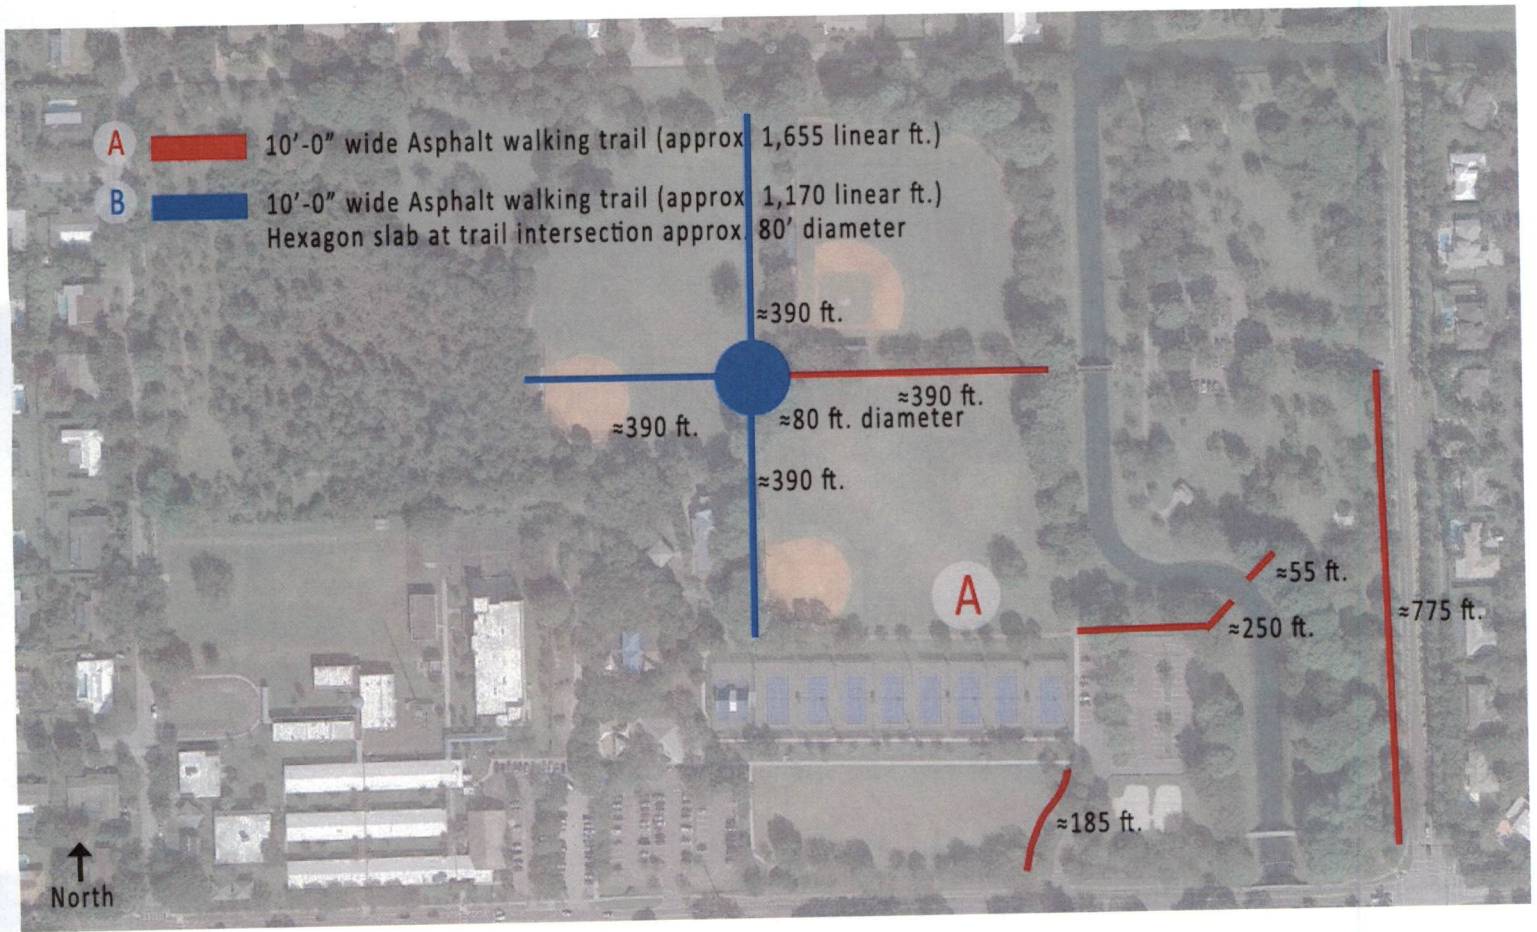 A 10'-0" wide Asphalt walking trail (approx 1,655 linear ft.)
B 10'-0" wide Asphalt walking trail (approx 1,170 linear ft.)
Hexagon slab at trail intersection approx. 80' diameter
≈390 ft.
≈390 ft.
≈80 ft. diameter
≈390 ft.
≈390 ft.
A
≈55 ft.
≈775 ft.
≈250 ft.
≈185 ft.
North